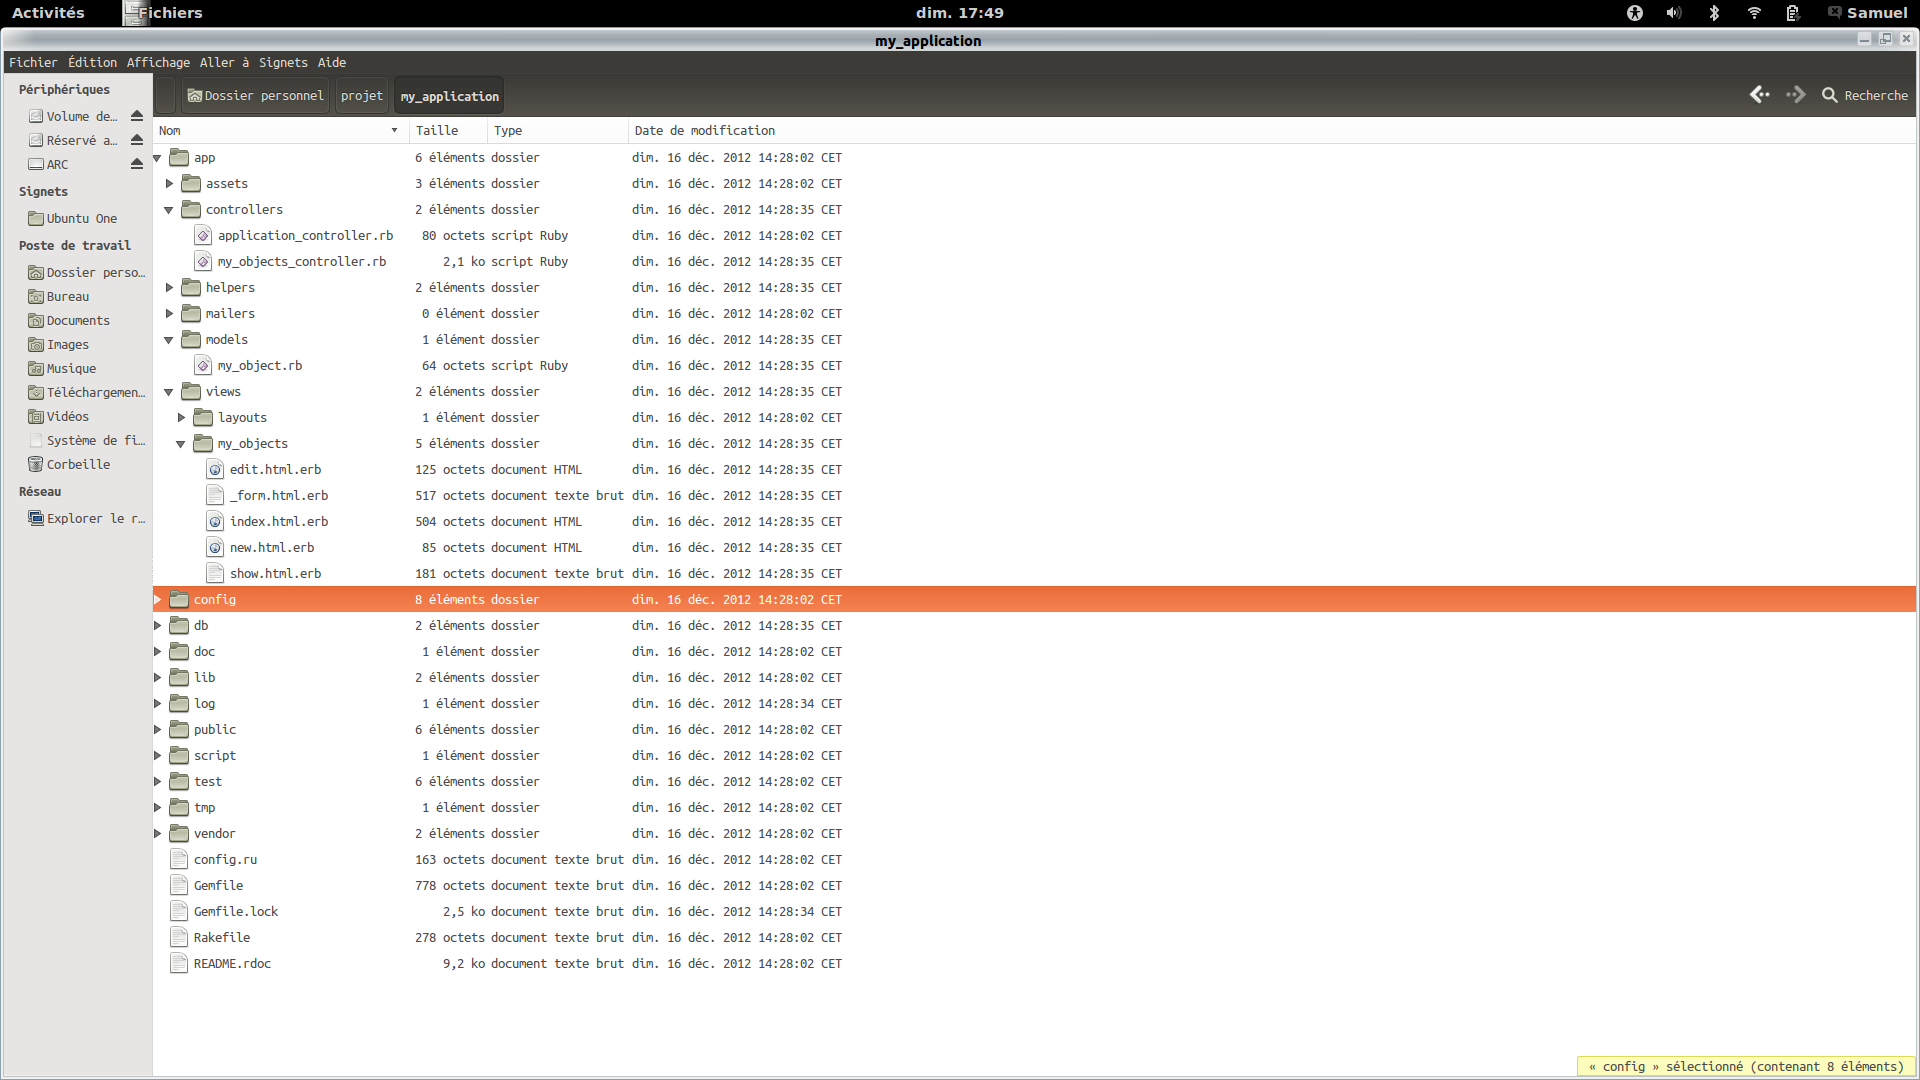 Activités Fichiers dim. 17:49 Samuel
my_application
Fichier Édition Affichage Aller à Signets Aide
Dossier personnel projet my_application Recherche
Périphériques
Volume de…
Réservé a…
ARC
Signets
Ubuntu One
Poste de travail
Dossier perso…
Bureau
Documents
Images
Musique
Téléchargemen…
Vidéos
Système de fi…
Corbeille
Réseau
Explorer le r…
Nom Taille Type Date de modification
app 6 éléments dossier dim. 16 déc. 2012 14:28:02 CET
assets 3 éléments dossier dim. 16 déc. 2012 14:28:02 CET
controllers 2 éléments dossier dim. 16 déc. 2012 14:28:35 CET
application_controller.rb 80 octets script Ruby dim. 16 déc. 2012 14:28:02 CET
my_objects_controller.rb 2,1 ko script Ruby dim. 16 déc. 2012 14:28:35 CET
helpers 2 éléments dossier dim. 16 déc. 2012 14:28:35 CET
mailers 0 élément dossier dim. 16 déc. 2012 14:28:02 CET
models 1 élément dossier dim. 16 déc. 2012 14:28:35 CET
my_object.rb 64 octets script Ruby dim. 16 déc. 2012 14:28:35 CET
views 2 éléments dossier dim. 16 déc. 2012 14:28:35 CET
layouts 1 élément dossier dim. 16 déc. 2012 14:28:02 CET
my_objects 5 éléments dossier dim. 16 déc. 2012 14:28:35 CET
edit.html.erb 125 octets document HTML dim. 16 déc. 2012 14:28:35 CET
_form.html.erb 517 octets document texte brut dim. 16 déc. 2012 14:28:35 CET
index.html.erb 504 octets document HTML dim. 16 déc. 2012 14:28:35 CET
new.html.erb 85 octets document HTML dim. 16 déc. 2012 14:28:35 CET
show.html.erb 181 octets document texte brut dim. 16 déc. 2012 14:28:35 CET
config 8 éléments dossier dim. 16 déc. 2012 14:28:02 CET
db 2 éléments dossier dim. 16 déc. 2012 14:28:35 CET
doc 1 élément dossier dim. 16 déc. 2012 14:28:02 CET
lib 2 éléments dossier dim. 16 déc. 2012 14:28:02 CET
log 1 élément dossier dim. 16 déc. 2012 14:28:34 CET
public 6 éléments dossier dim. 16 déc. 2012 14:28:02 CET
script 1 élément dossier dim. 16 déc. 2012 14:28:02 CET
test 6 éléments dossier dim. 16 déc. 2012 14:28:02 CET
tmp 1 élément dossier dim. 16 déc. 2012 14:28:02 CET
vendor 2 éléments dossier dim. 16 déc. 2012 14:28:02 CET
config.ru 163 octets document texte brut dim. 16 déc. 2012 14:28:02 CET
Gemfile 778 octets document texte brut dim. 16 déc. 2012 14:28:02 CET
Gemfile.lock 2,5 ko document texte brut dim. 16 déc. 2012 14:28:34 CET
Rakefile 278 octets document texte brut dim. 16 déc. 2012 14:28:02 CET
README.rdoc 9,2 ko document texte brut dim. 16 déc. 2012 14:28:02 CET
« config » sélectionné (contenant 8 éléments)